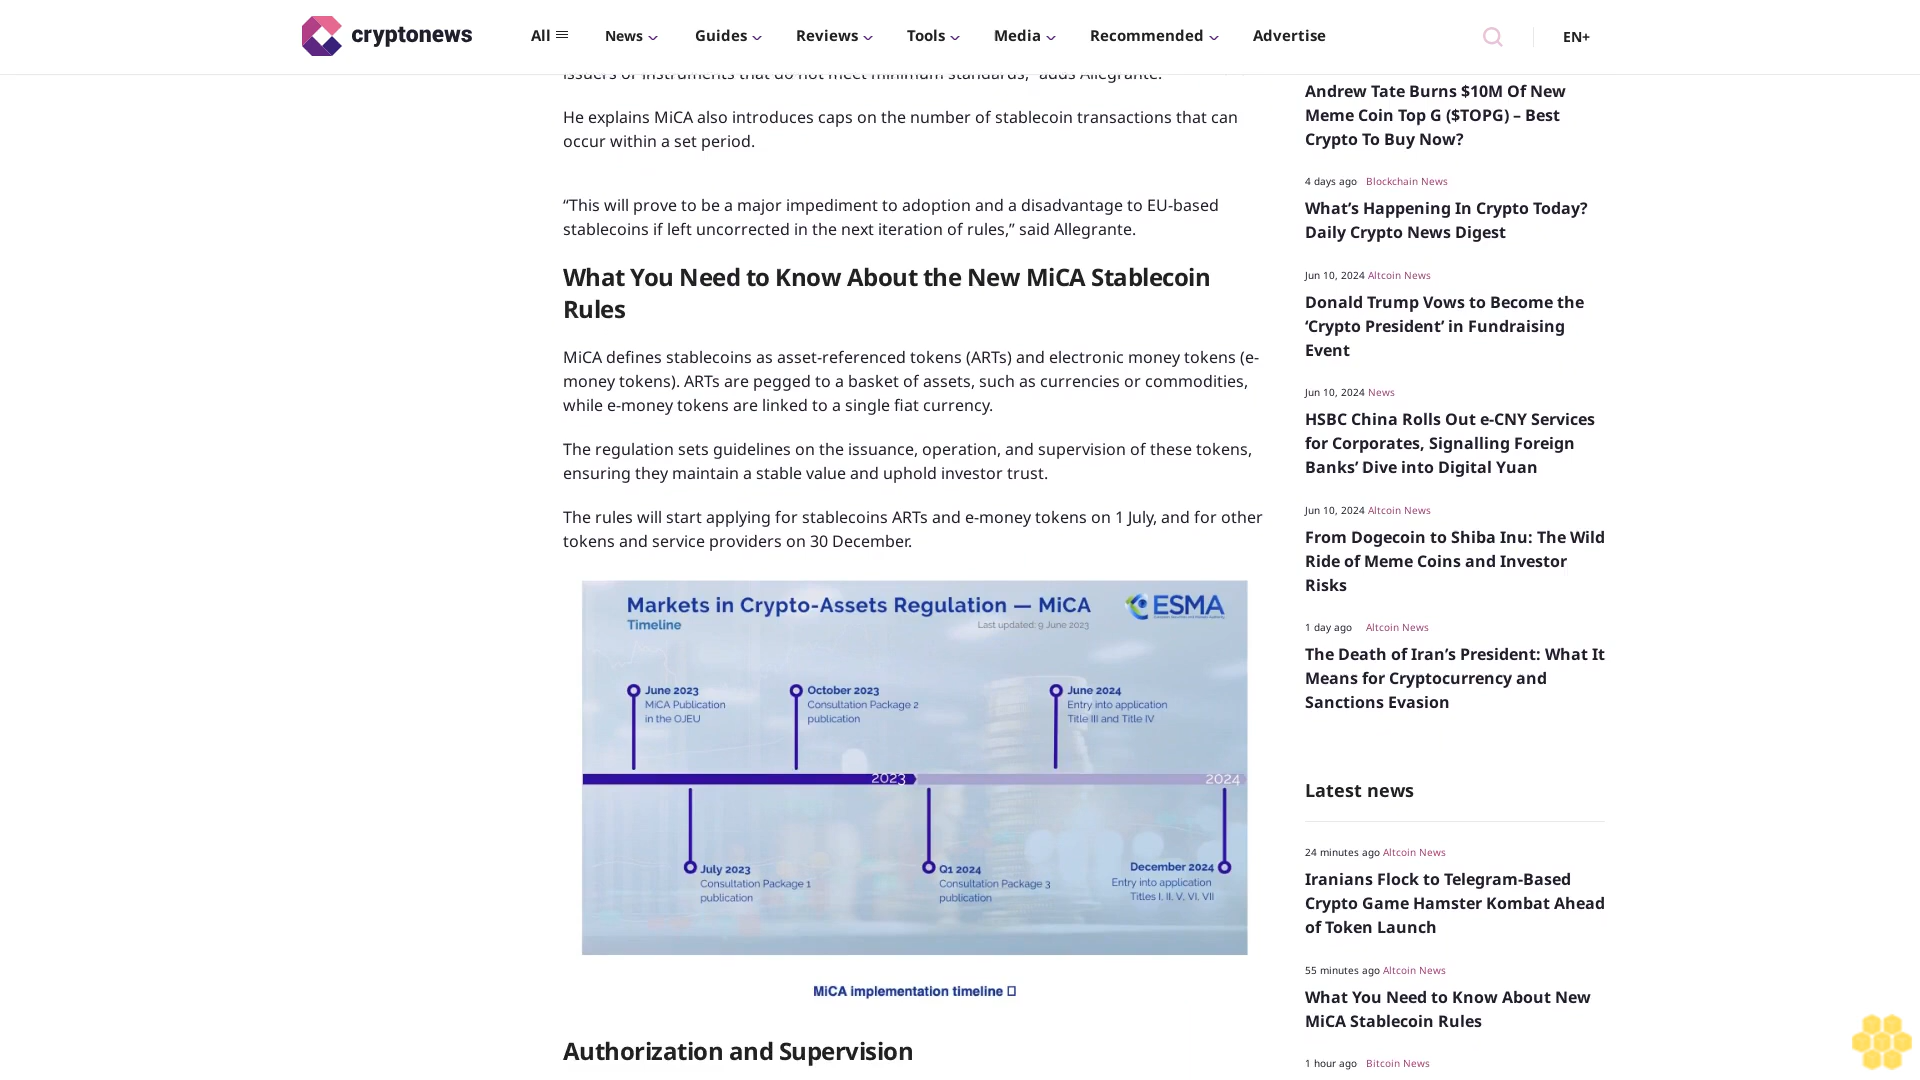 cryptonews
All
News
Guides
Reviews
Tools
Media
Recommended
Advertise
EN+
issuers or instruments that do not meet minimum standards,” adds Allegrante.
He explains MiCA also introduces caps on the number of stablecoin transactions that can
occur within a set period.
“This will prove to be a major impediment to adoption and a disadvantage to EU-based
stablecoins if left uncorrected in the next iteration of rules,” said Allegrante.
What You Need to Know About the New MiCA Stablecoin
Rules
MiCA defines stablecoins as asset-referenced tokens (ARTs) and electronic money tokens (e-
money tokens). ARTs are pegged to a basket of assets, such as currencies or commodities,
while e-money tokens are linked to a single fiat currency.
The regulation sets guidelines on the issuance, operation, and supervision of these tokens,
ensuring they maintain a stable value and uphold investor trust.
The rules will start applying for stablecoins ARTs and e-money tokens on 1 July, and for other
tokens and service providers on 30 December.
Markets in Crypto-Assets Regulation — MiCA
ESMA
Timeline
Last updated: 9 June 2023
June 2023
MiCA Publication
in the OJEU
October 2023
Consultation Package 2
publication
June 2024
Entry into application
Title III and Title IV
2023
2024
July 2023
Consultation Package 1
publication
Q1 2024
Consultation Package 3
publication
December 2024
Entry into application
Titles I, II, V, VI, VII
MiCA implementation timeline
Authorization and Supervision
Andrew Tate Burns $10M Of New
Meme Coin Top G ($TOPG) – Best
Crypto To Buy Now?
4 days ago Blockchain News
What’s Happening In Crypto Today?
Daily Crypto News Digest
Jun 10, 2024 Altcoin News
Donald Trump Vows to Become the
‘Crypto President’ in Fundraising
Event
Jun 10, 2024 News
HSBC China Rolls Out e-CNY Services
for Corporates, Signalling Foreign
Banks’ Dive into Digital Yuan
Jun 10, 2024 Altcoin News
From Dogecoin to Shiba Inu: The Wild
Ride of Meme Coins and Investor
Risks
1 day ago Altcoin News
The Death of Iran’s President: What It
Means for Cryptocurrency and
Sanctions Evasion
Latest news
24 minutes ago Altcoin News
Iranians Flock to Telegram-Based
Crypto Game Hamster Kombat Ahead
of Token Launch
55 minutes ago Altcoin News
What You Need to Know About New
MiCA Stablecoin Rules
1 hour ago Bitcoin News